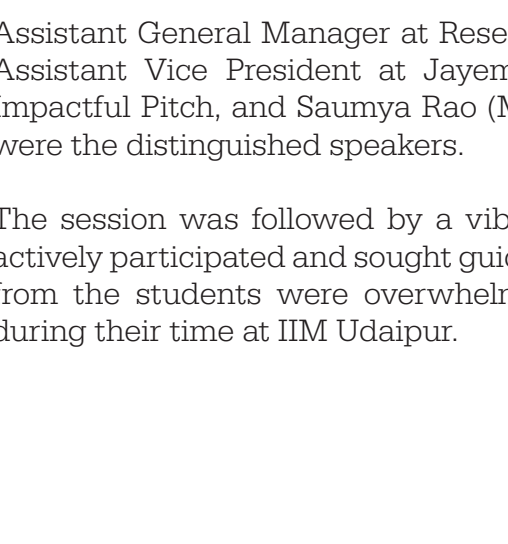 Assistant General Manager at Rese
Assistant Vice President at Jayem
Impactful Pitch, and Saumya Rao (M
were the distinguished speakers.
The session was followed by a vib
actively participated and sought gui
from the students were overwhelm
during their time at IIM Udaipur.